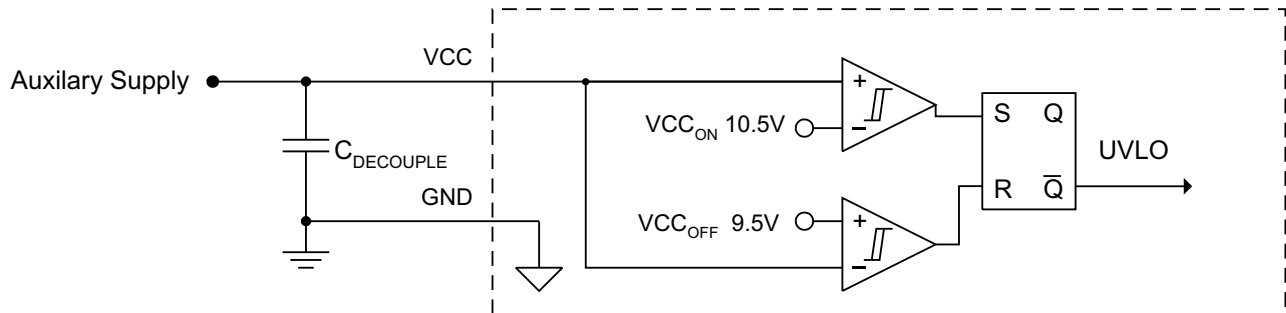 VCC
Auxilary Supply
C_DECOUPLE
GND
VCC_ON 10.5V
VCC_OFF 9.5V
+
−
+
−
S Q
R Q̅
UVLO